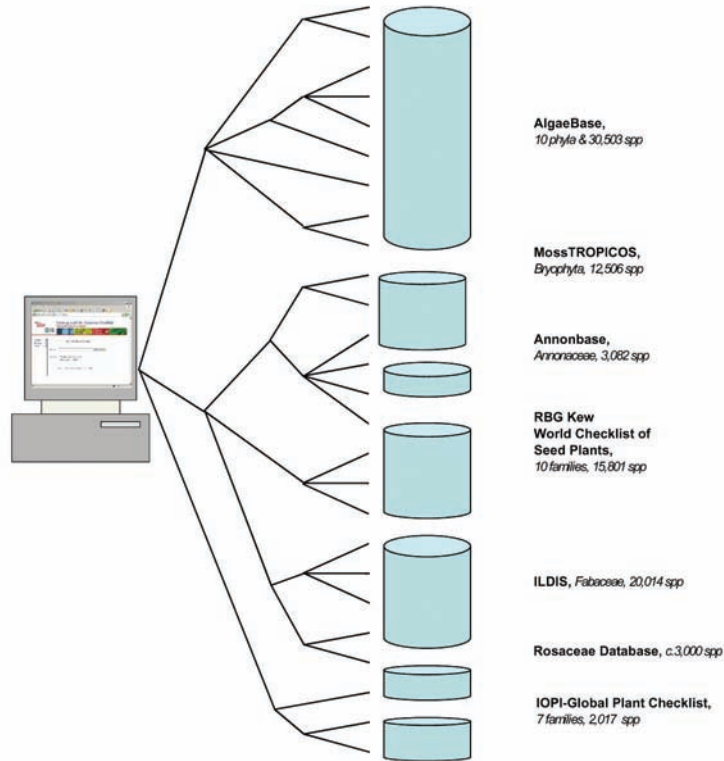 AlgaeBase,
10 phyla & 30,503 spp
MossTROPICOS,
Bryophyta, 12,506 spp
Annonbase,
Annonaceae, 3,082 spp
RBG Kew
World Checklist of
Seed Plants,
10 families, 15,801 spp
ILDIS, Fabaceae, 20,014 spp
Rosaceae Database, c.3,000 spp
IOPI-Global Plant Checklist,
7 families, 2,017 spp